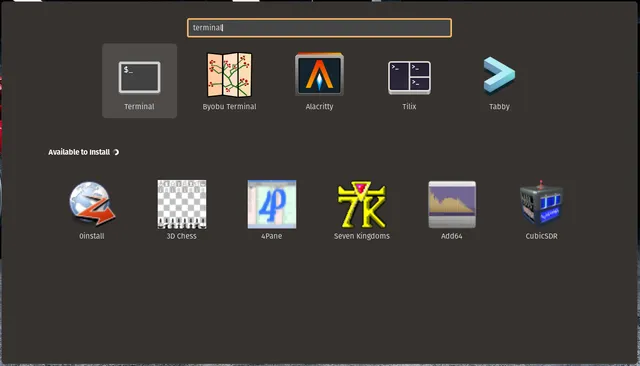 terminal
Terminal
Byobu Terminal
Alacritty
Tilix
Tabby
Available to Install
0install
3D Chess
4Pane
Seven Kingdoms
Add64
CubicSDR